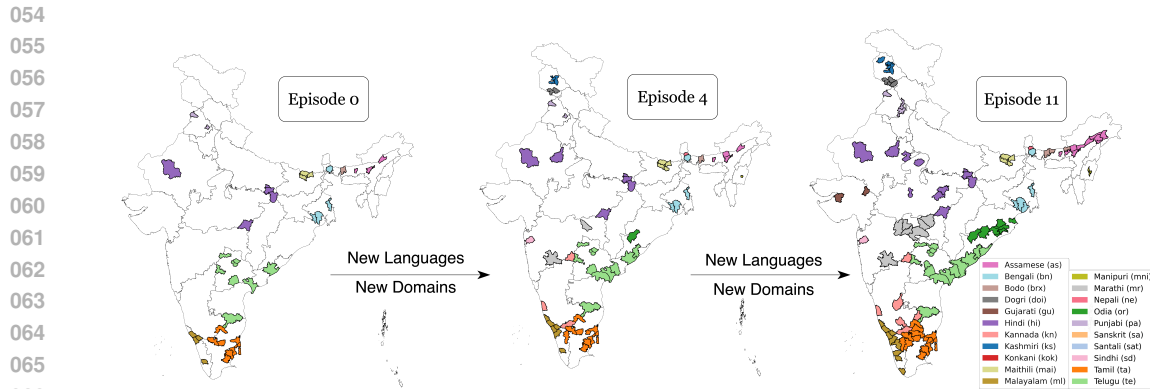 054
055
056
057
058
059
060
061
062
063
064
065
Episode 0
Episode 4
Episode 11
New Languages
New Domains
New Languages
New Domains
Assamese (as)
Bengali (bn)
Bodo (brx)
Dogri (doi)
Gujarati (gu)
Hindi (hi)
Kannada (kn)
Kashmiri (ks)
Konkani (kok)
Maithili (mai)
Malayalam (ml)
Manipuri (mni)
Marathi (mr)
Nepali (ne)
Odia (or)
Punjabi (pa)
Sanskrit (sa)
Santali (sat)
Sindhi (sd)
Tamil (ta)
Telugu (te)